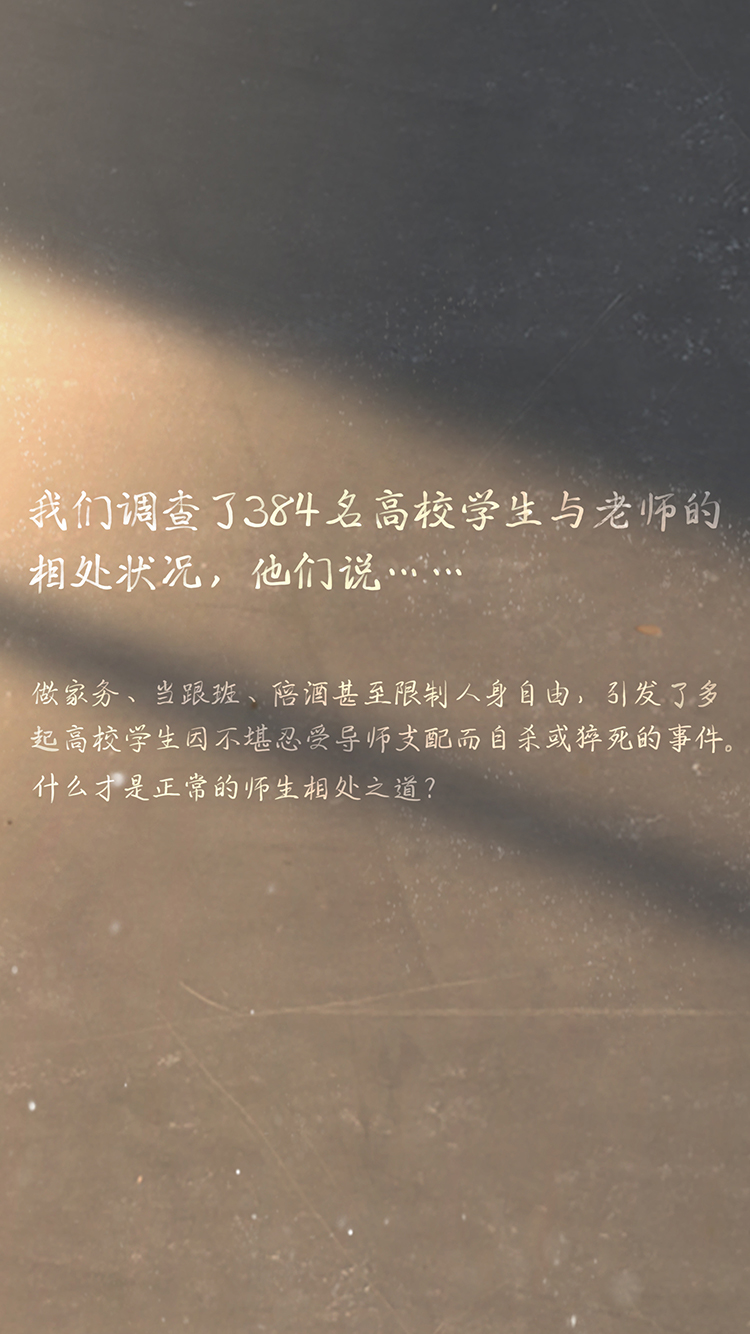 我们调查了384名高校学生与老师的
相处状况，他们说……
做家务、当跟班、陪酒甚至限制人身自由，引发了多
起高校学生因不堪忍受导师支配而自杀或猝死的事件。
什么才是正常的师生相处之道？